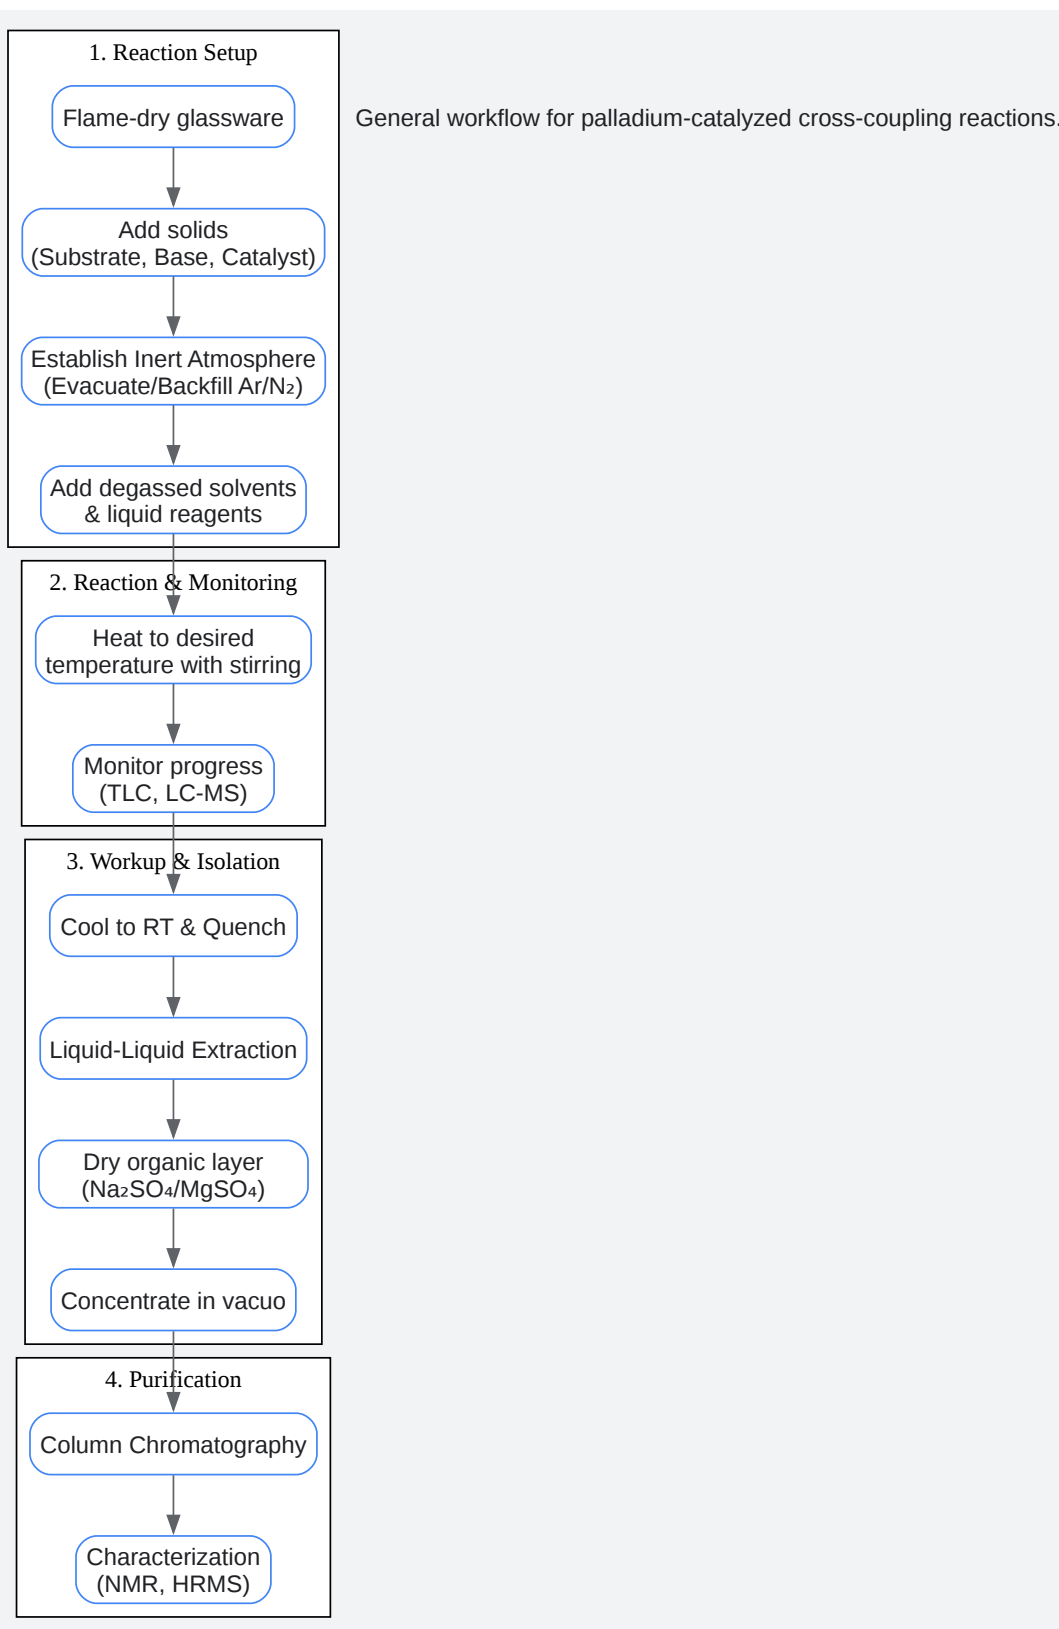 1. Reaction Setup
Flame-dry glassware
General workflow for palladium-catalyzed cross-coupling reactions.
Add solids
(Substrate, Base, Catalyst)
Establish Inert Atmosphere
(Evacuate/Backfill Ar/N₂)
Add degassed solvents
& liquid reagents
2. Reaction & Monitoring
Heat to desired
temperature with stirring
Monitor progress
(TLC, LC-MS)
3. Workup & Isolation
Cool to RT & Quench
Liquid-Liquid Extraction
Dry organic layer
(Na₂SO₄/MgSO₄)
Concentrate in vacuo
4. Purification
Column Chromatography
Characterization
(NMR, HRMS)